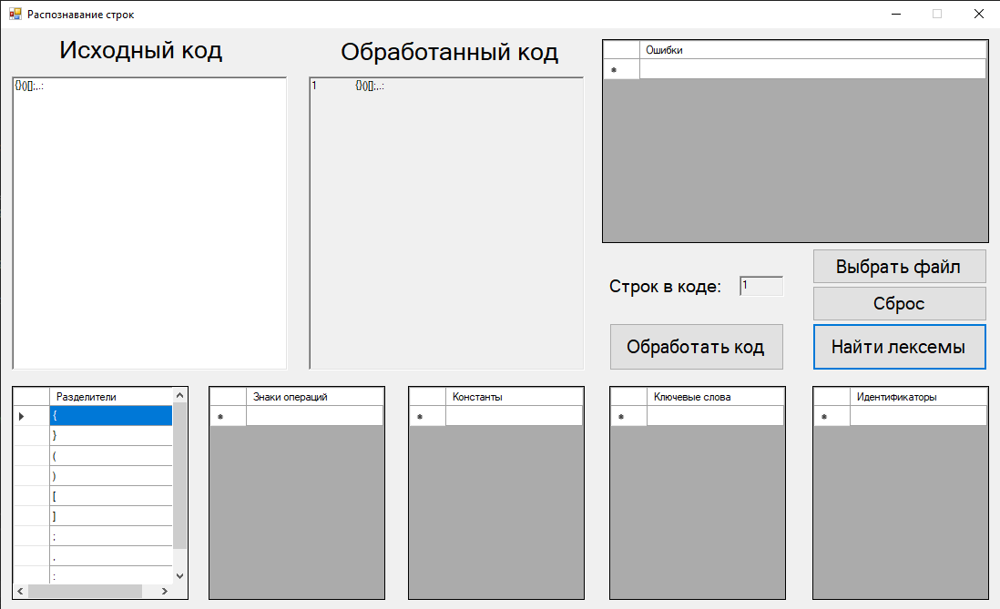 Распознавание строк
Исходный код
Обработанный код
{}()[];,.:
1 {}()[];,.:
Ошибки
Строк в коде:
1
Выбрать файл
Сброс
Обработать код
Найти лексемы
Разделители
{
}
(
)
[
]
;
.
:
Знаки операций
Константы
Ключевые слова
Идентификаторы